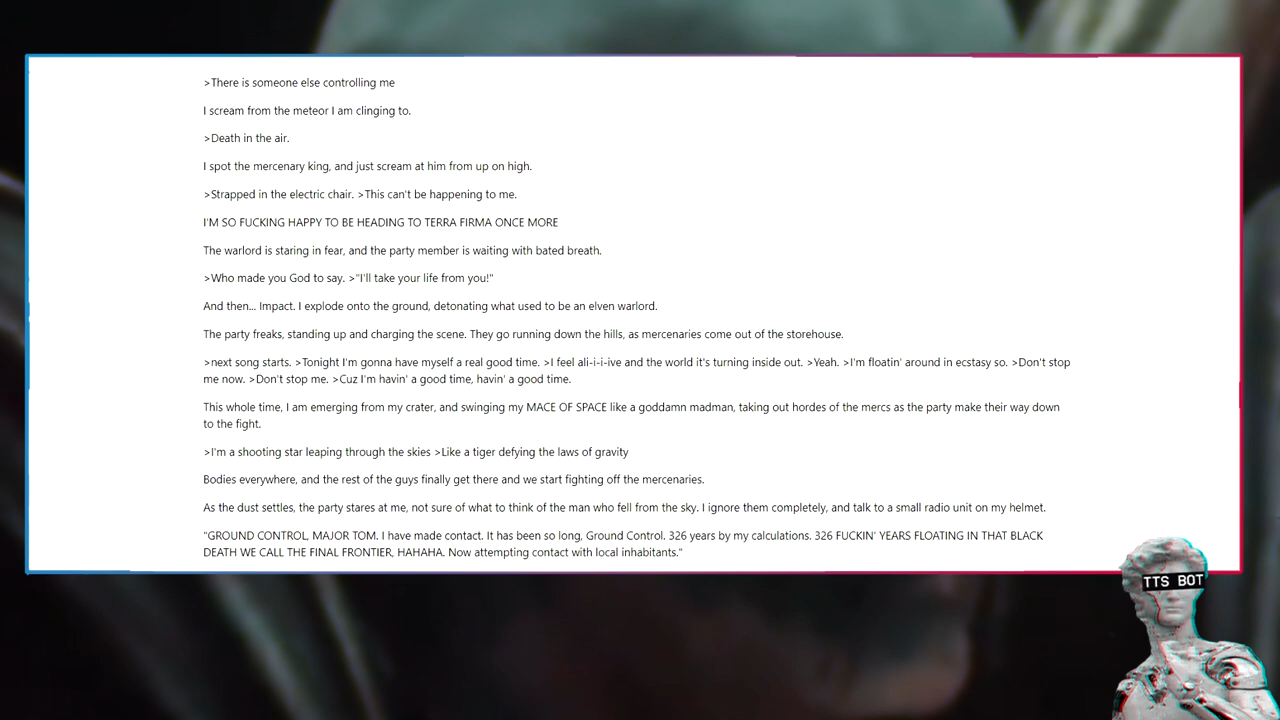 >There is someone else controlling me
I scream from the meteor I am clinging to.
>Death in the air.
I spot the mercenary king, and just scream at him from up on high.
>Strapped in the electric chair. >This can't be happening to me.
I'M SO FUCKING HAPPY TO BE HEADING TO TERRA FIRMA ONCE MORE
The warlord is staring in fear, and the party member is waiting with bated breath.
>Who made you God to say. >"I'll take your life from you!"
And then... Impact. I explode onto the ground, detonating what used to be an elven warlord.
The party freaks, standing up and charging the scene. They go running down the hills, as mercenaries come out of the storehouse.
>next song starts. >Tonight I'm gonna have myself a real good time. >I feel ali-i-i-ive and the world it's turning inside out. >Yeah. >I'm floatin' around in ecstasy so. >Don't stop
me now. >Don't stop me. >Cuz I'm havin' a good time, havin' a good time.
This whole time, I am emerging from my crater, and swinging my MACE OF SPACE like a goddamn madman, taking out hordes of the mercs as the party make their way down
to the fight.
>I'm a shooting star leaping through the skies >Like a tiger defying the laws of gravity
Bodies everywhere, and the rest of the guys finally get there and we start fighting off the mercenaries.
As the dust settles, the party stares at me, not sure of what to think of the man who fell from the sky. I ignore them completely, and talk to a small radio unit on my helmet.
"GROUND CONTROL, MAJOR TOM. I have made contact. It has been so long, Ground Control. 326 years by my calculations. 326 FUCKIN' YEARS FLOATING IN THAT BLACK
DEATH WE CALL THE FINAL FRONTIER, HAHAHA. Now attempting contact with local inhabitants."
TTS BOT